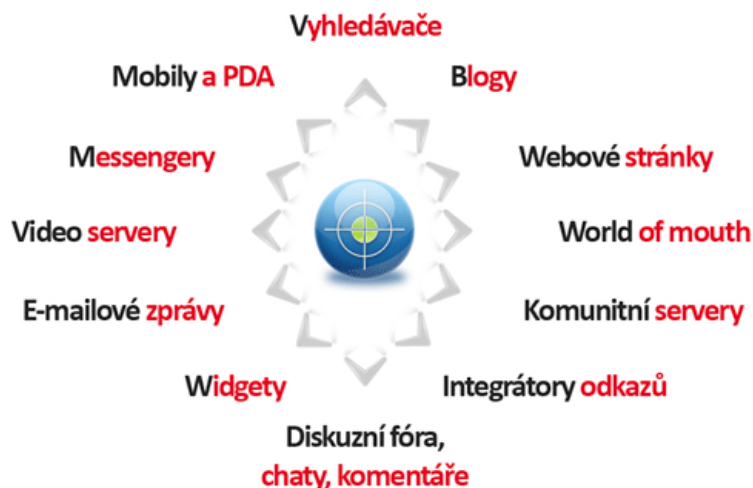 Vyhledávače
Mobily a PDA
Blogy
Messengery
Webové stránky
Video servery
World of mouth
E-mailové zprávy
Komunitní servery
Widgety
Integrátory odkazů
Diskuzní fóra,
chaty, komentáře